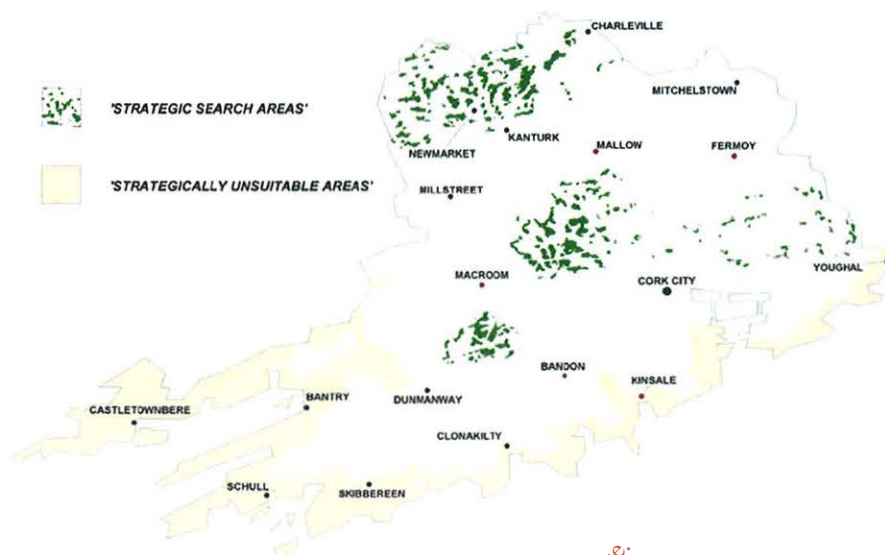 CHARLEVILLE
'STRATEGIC SEARCH AREAS'
MITCHELSTOWN
KANTURK
MALLOW
FERMOY
NEWMARKET
'STRATEGICALLY UNSUITABLE AREAS'
MILLSTREET
YOUGHAL
MACROOM
CORK CITY
BANDON
KINSALE
BANTRY
DUNMANWAY
CASTLETOWNBERE
CLONAKILTY
SCHULL
SKIBBEREEN